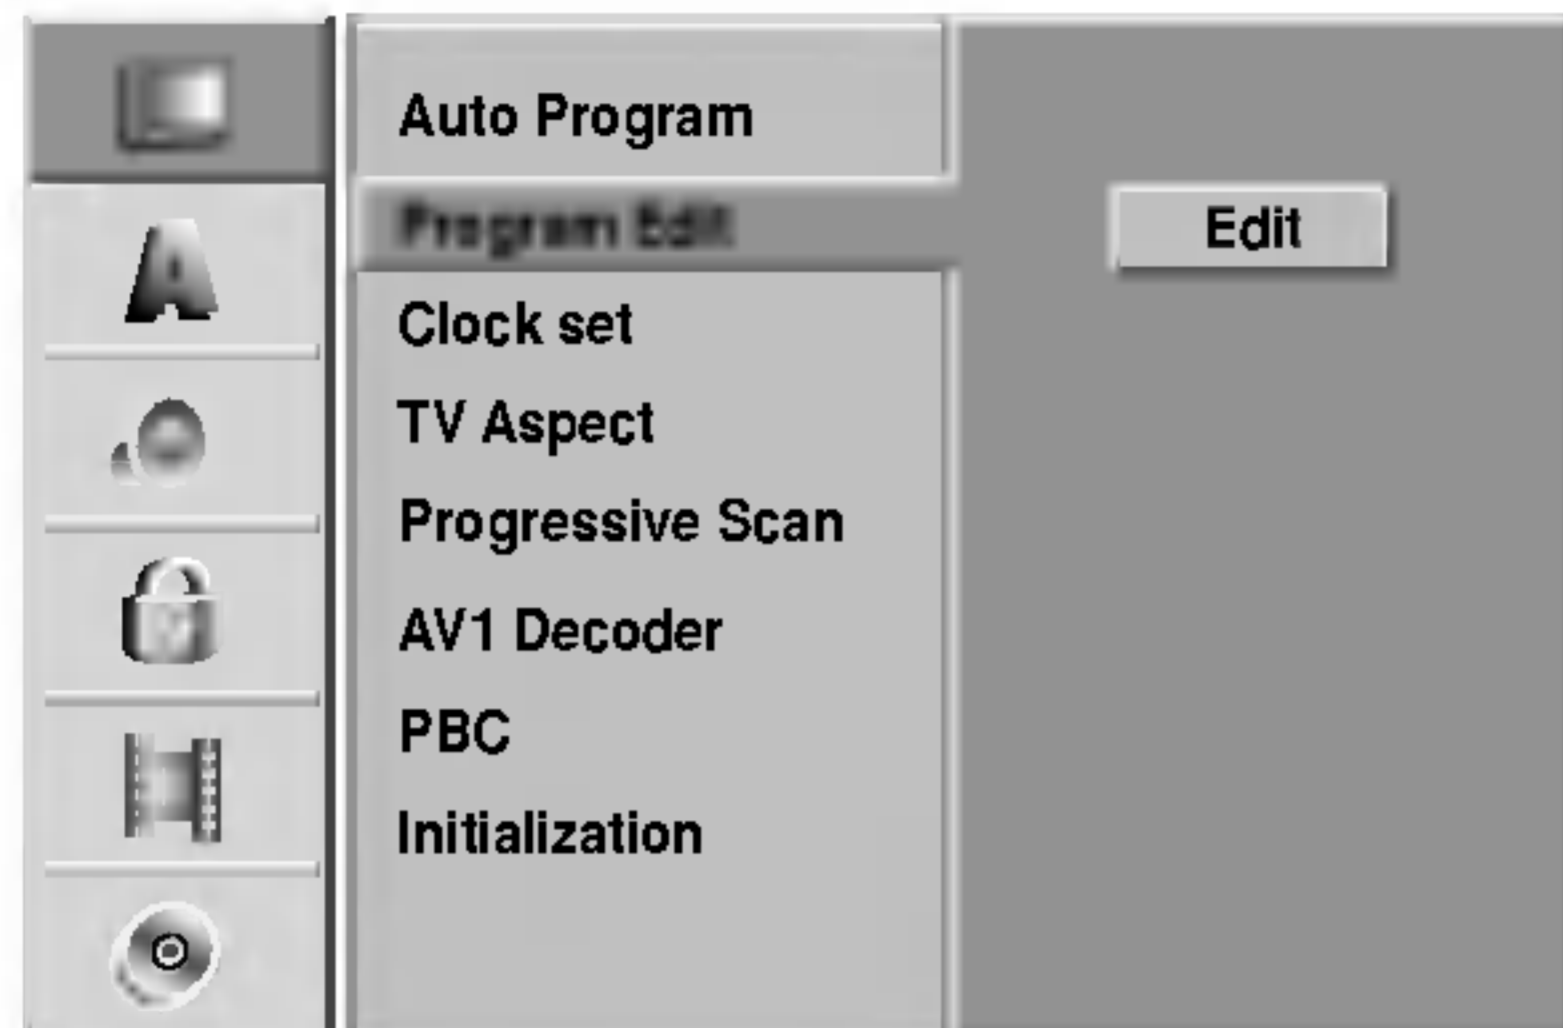 Auto Program
Program Edit
Edit
Clock set
TV Aspect
Progressive Scan
AV1 Decoder
PBC
Initialization